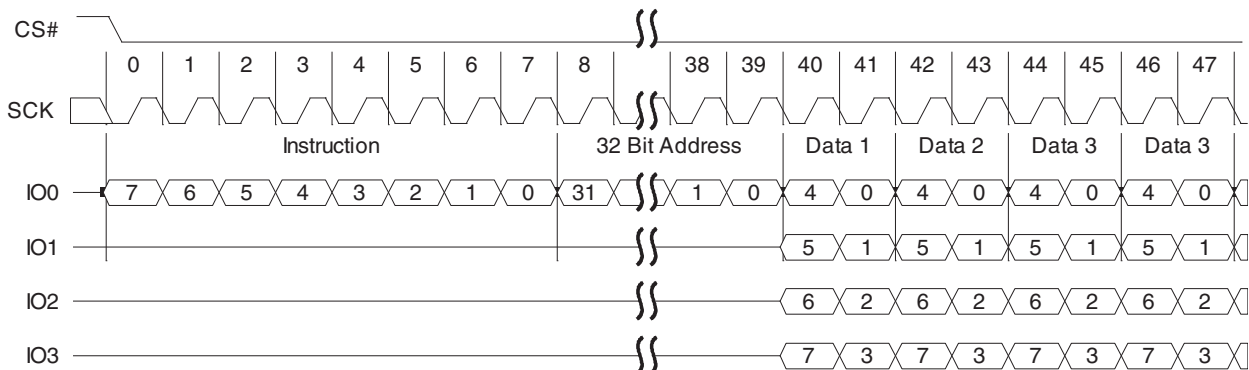 CS#
0 1 2 3 4 5 6 7 8 38 39 40 41 42 43 44 45 46 47
SCK
Instruction 32 Bit Address Data 1 Data 2 Data 3 Data 3
IO0 7 6 5 4 3 2 1 0 31 1 0 4 0 4 0 4 0 4 0
IO1 5 1 5 1 5 1 5 1
IO2 6 2 6 2 6 2 6 2
IO3 7 3 7 3 7 3 7 3